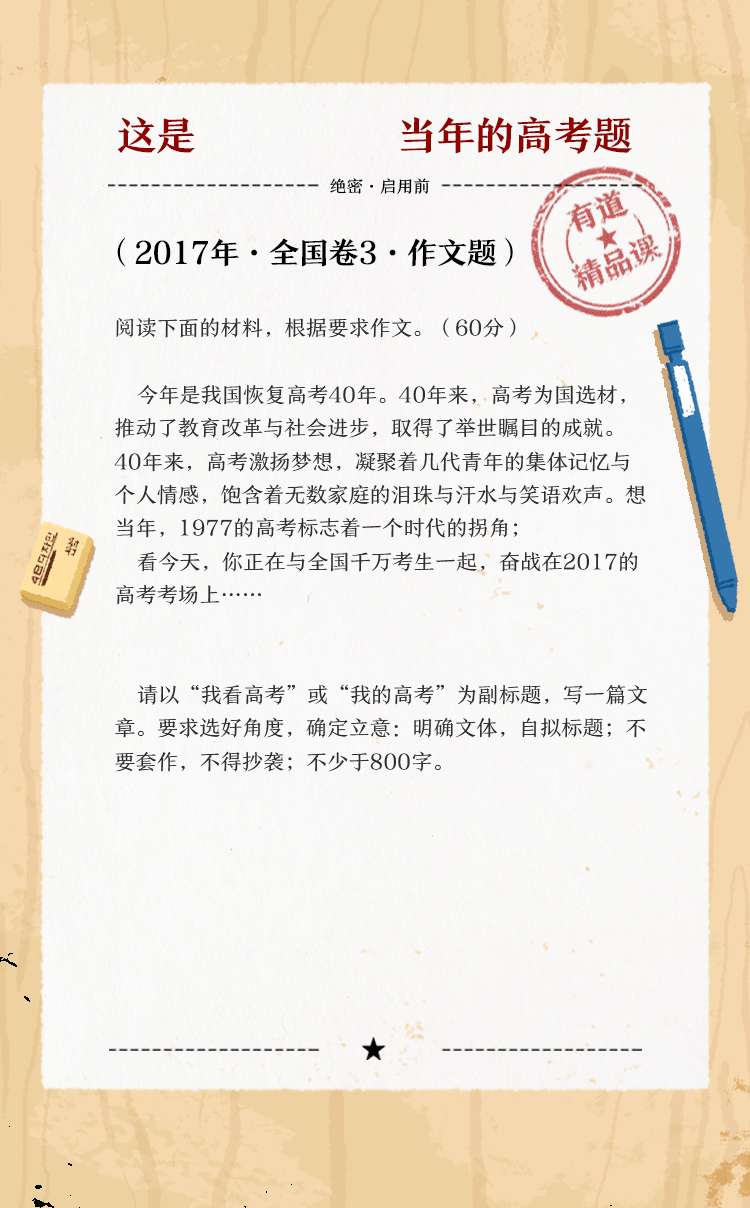 这是 当年的高考题
绝密·启用前
有道
精品课
（2017年·全国卷3·作文题）
阅读下面的材料，根据要求作文。（60分）
今年是我国恢复高考40年。40年来，高考为国选材，
推动了教育改革与社会进步，取得了举世瞩目的成就。
40年来，高考激扬梦想，凝聚着几代青年的集体记忆与
个人情感，饱含着无数家庭的泪珠与汗水与笑语欢声。想
当年，1977的高考标志着一个时代的拐角；
看今天，你正在与全国千万考生一起，奋战在2017的
高考考场上……
请以“我看高考”或“我的高考”为副标题，写一篇文
章。要求选好角度，确定立意：明确文体，自拟标题；不
要套作，不得抄袭；不少于800字。